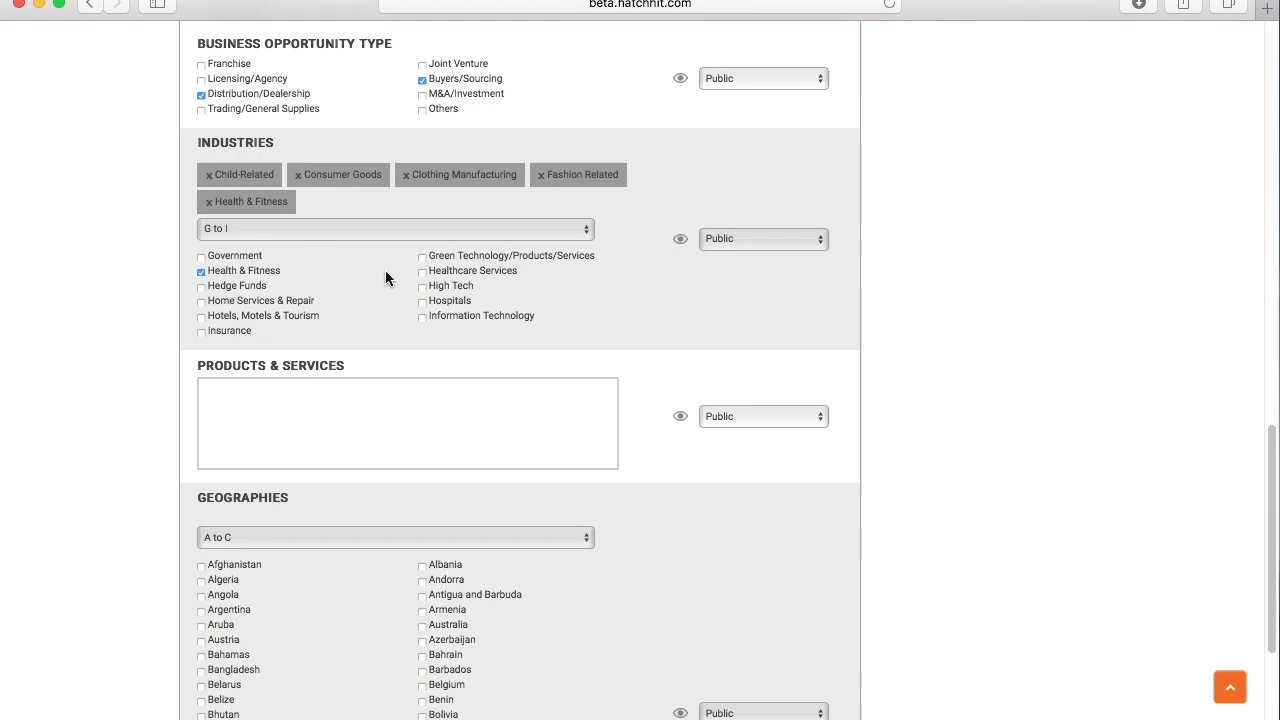 beta.hatchhit.com
BUSINESS OPPORTUNITY TYPE
Franchise Joint Venture
Licensing/Agency Buyers/Sourcing Public
Distribution/Dealership M&A/Investment
Trading/General Supplies Others
INDUSTRIES
x Child-Related x Consumer Goods x Clothing Manufacturing x Fashion Related
x Health & Fitness
G to I Public
Government Green Technology/Products/Services
Health & Fitness Healthcare Services
Hedge Funds High Tech
Home Services & Repair Hospitals
Hotels, Motels & Tourism Information Technology
Insurance
PRODUCTS & SERVICES
Public
GEOGRAPHIES
A to C
Afghanistan Albania
Algeria Andorra
Angola Antigua and Barbuda
Argentina Armenia
Aruba Australia
Austria Azerbaijan
Bahamas Bahrain
Bangladesh Barbados
Belarus Belgium
Belize Benin
Bhutan Bolivia Public